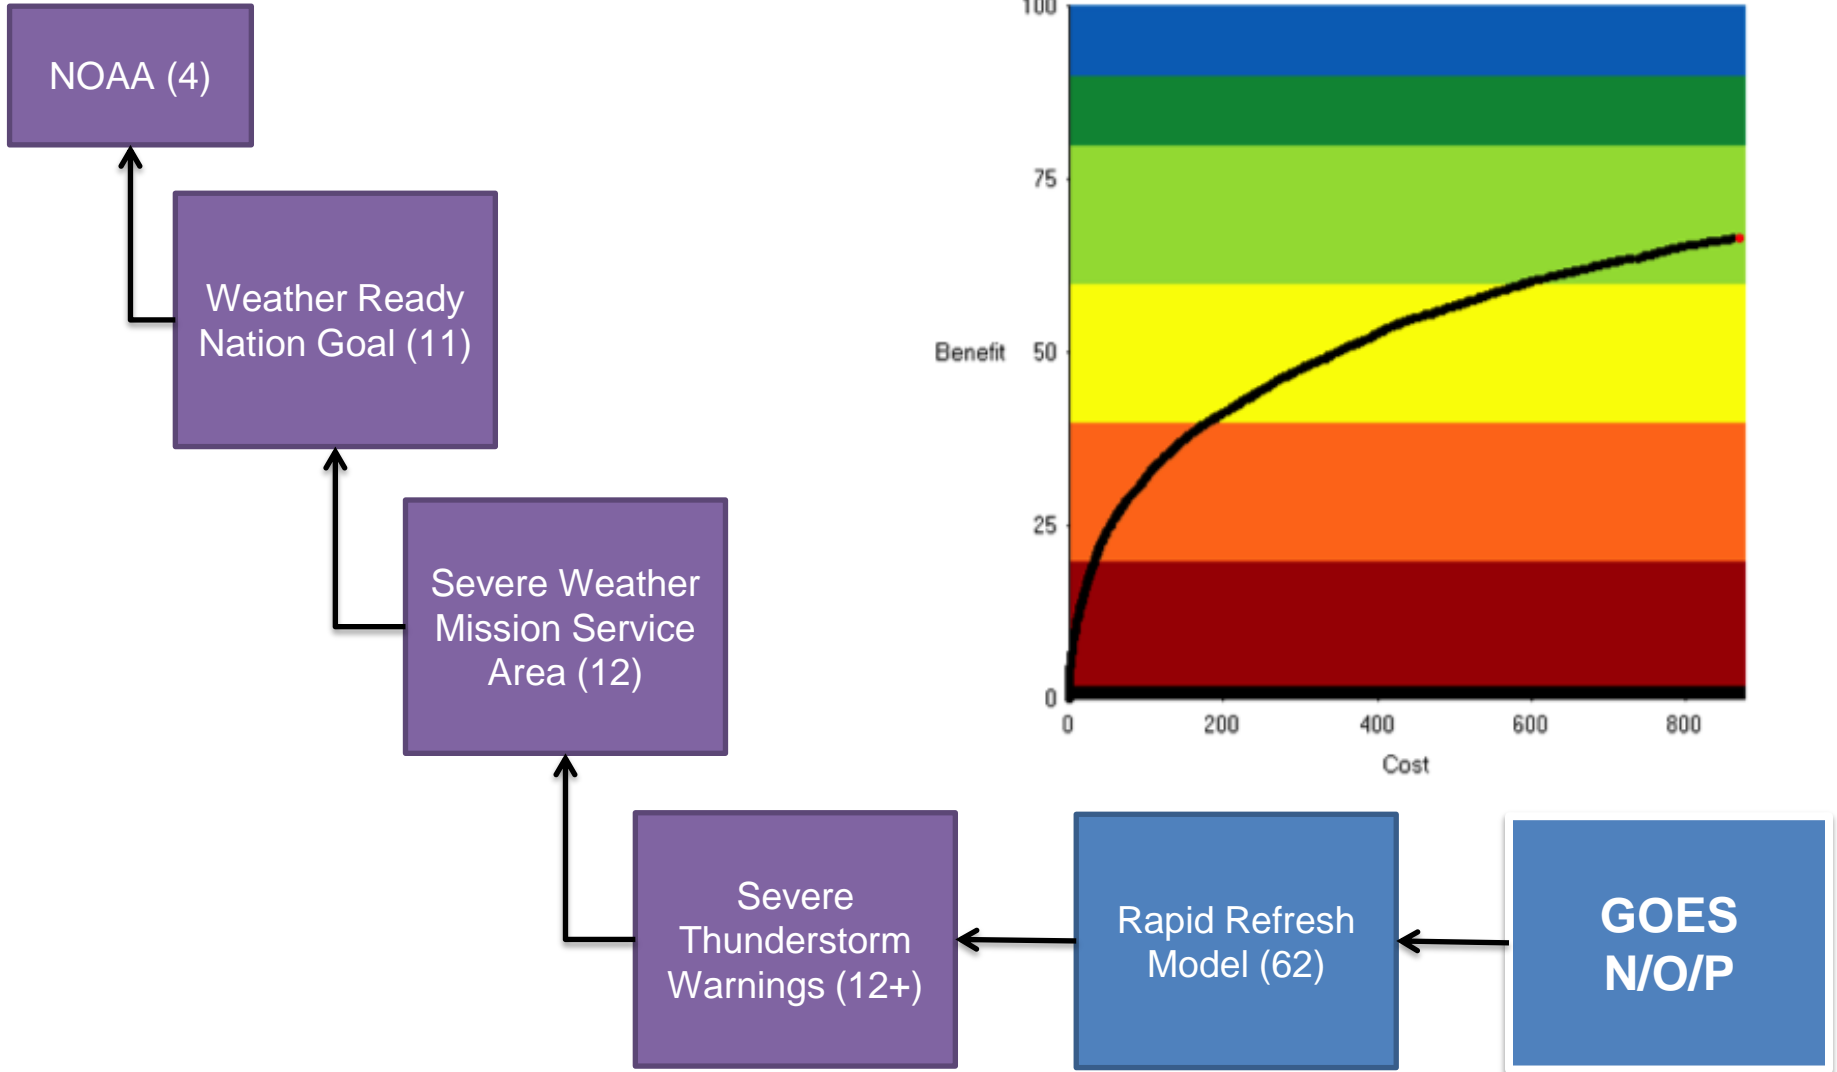 NOAA (4)
Weather Ready
Nation Goal (11)
Severe Weather
Mission Service
Area (12)
Severe
Thunderstorm
Warnings (12+)
Rapid Refresh
Model (62)
GOES
N/O/P
100
75
Benefit
50
25
0
0
200
400
600
800
Cost